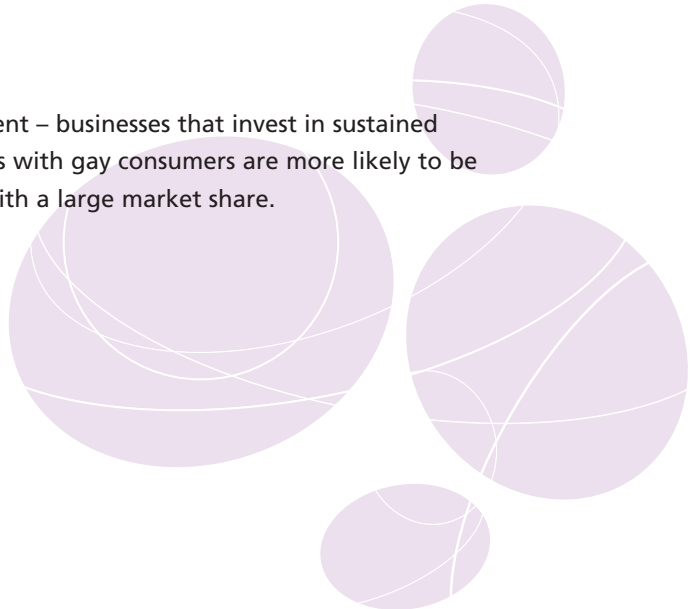 ent – businesses that invest in sustained
s with gay consumers are more likely to be
ith a large market share.